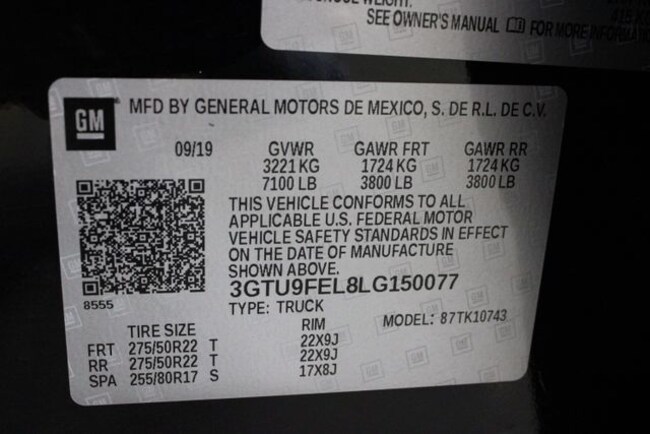 SEE OWNER'S MANUAL FOR MORE INFORMATION
GM
MFD BY GENERAL MOTORS DE MEXICO, S. DE R.L. DE C.V.
09/19 GVWR GAWR FRT GAWR RR
3221 KG 1724 KG 1724 KG
7100 LB 3800 LB 3800 LB
THIS VEHICLE CONFORMS TO ALL
APPLICABLE U.S. FEDERAL MOTOR
VEHICLE SAFETY STANDARDS IN EFFECT
ON THE DATE OF MANUFACTURE
SHOWN ABOVE.
8555
3GTU9FEL8LG150077
TYPE: TRUCK
MODEL: 87TK10743
TIRE SIZE RIM
FRT 275/50R22 T 22X9J
RR 275/50R22 T 22X9J
SPA 255/80R17 S 17X8J